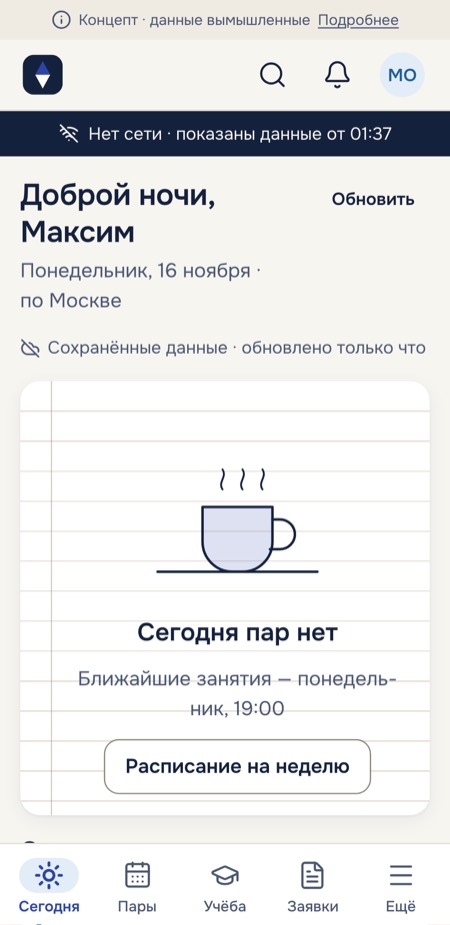 Концепт · данные вымышленные Подробнее
МО
Нет сети · показаны данные от 01:37
Доброй ночи,
Максим
Обновить
Понедельник, 16 ноября ·
по Москве
Сохранённые данные · обновлено только что
Сегодня пар нет
Ближайшие занятия — понедель-
ник, 19:00
Расписание на неделю
Сегодня
Пары
Учёба
Заявки
Ещё